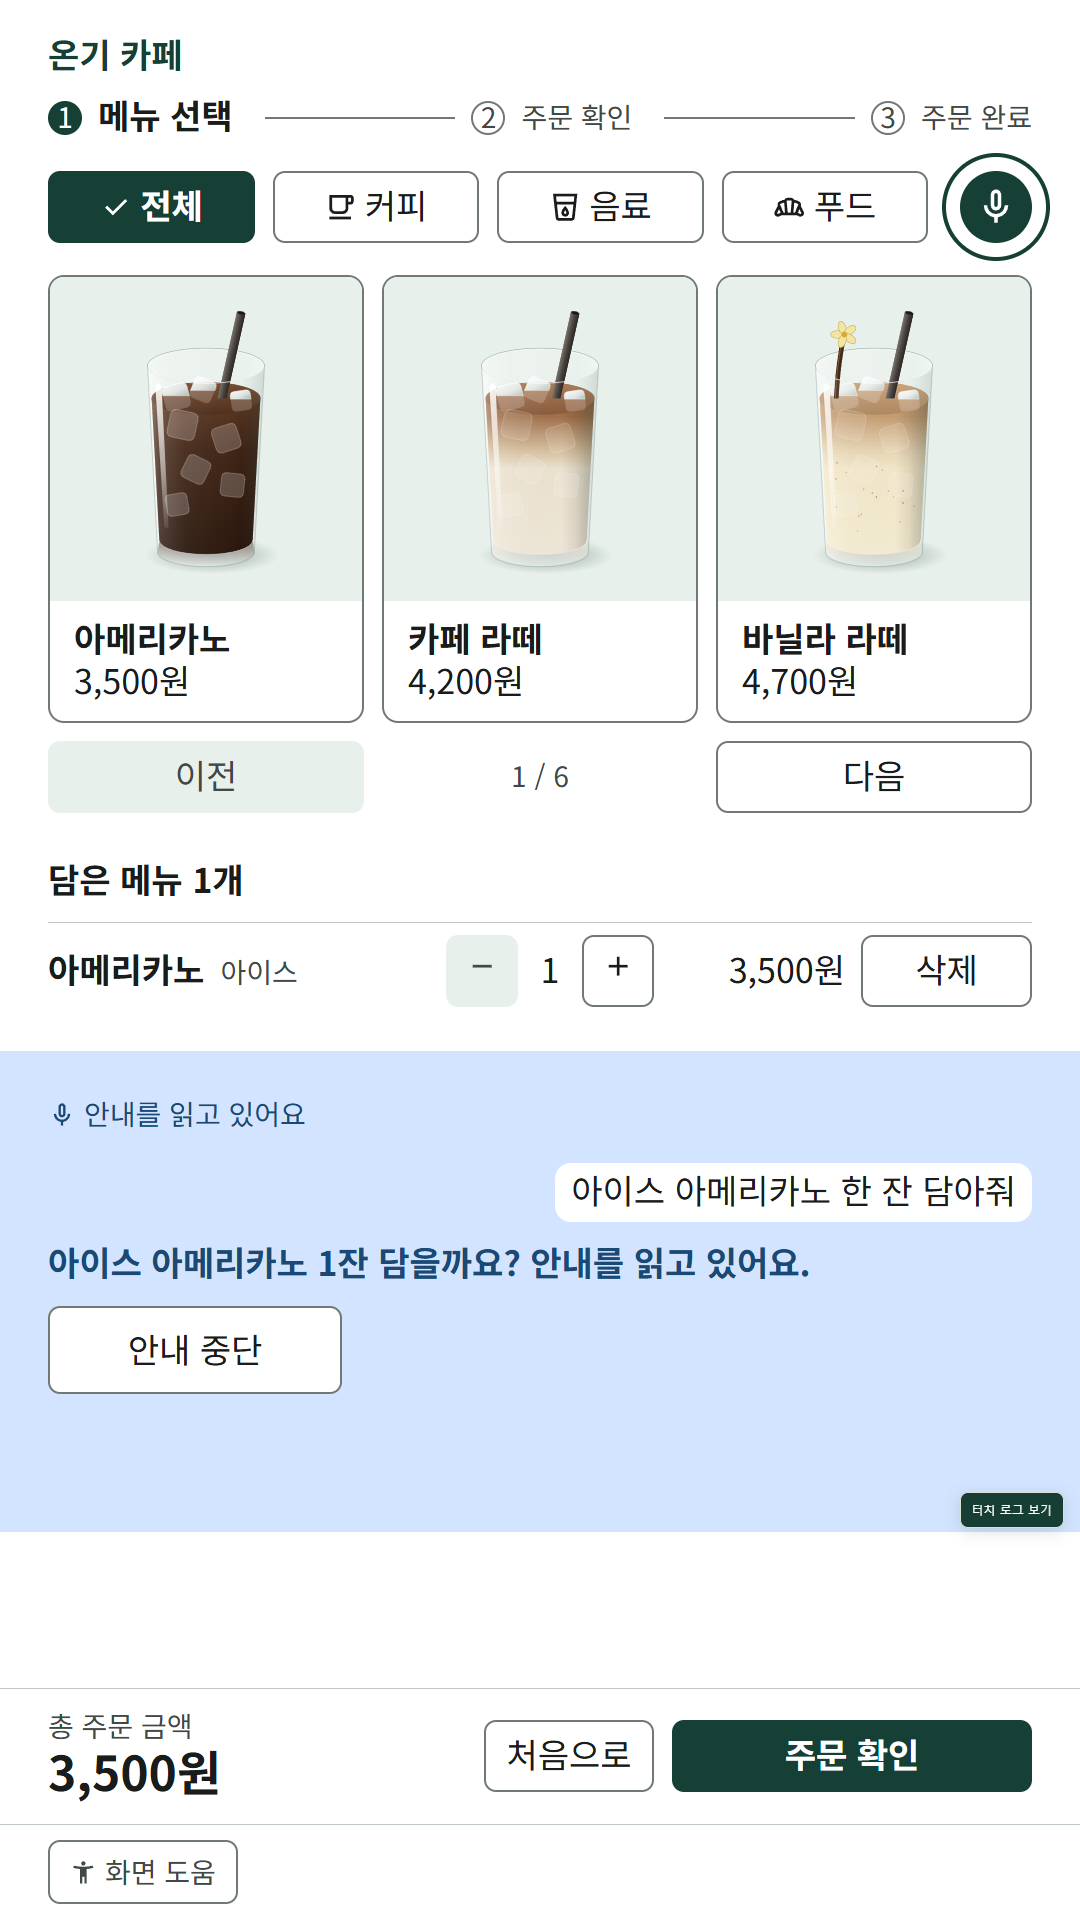 온기 카페
1 메뉴 선택 2 주문 확인 3 주문 완료
전체 커피 음료 푸드
아메리카노 카페 라떼 바닐라 라떼
3,500원 4,200원 4,700원
이전 1 / 6 다음
담은 메뉴 1개
아메리카노 아이스 − 1 + 3,500원 삭제
안내를 읽고 있어요
아이스 아메리카노 한 잔 담아줘
아이스 아메리카노 1잔 담을까요? 안내를 읽고 있어요.
안내 중단
터치 로그 보기
총 주문 금액
3,500원 처음으로 주문 확인
화면 도움